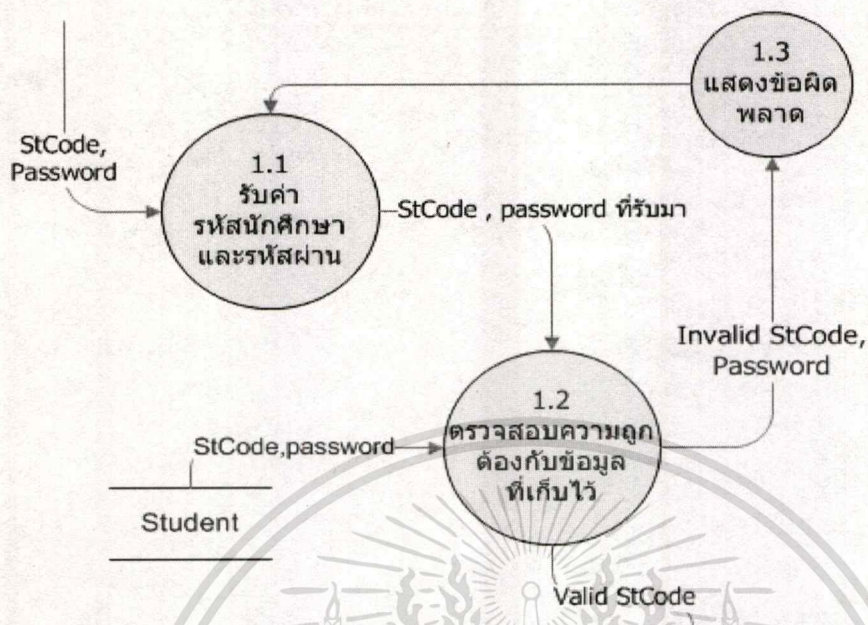 1.3
แสดงข้อผิด
พลาด
StCode,
Password
1.1
รับค่า
รหัสนักศึกษา
และรหัสผ่าน
StCode , password ที่รับมา
Invalid StCode,
Password
1.2
ตรวจสอบความถูก
ต้องกับข้อมูล
ที่เก็บไว้
StCode,password
Student
Valid StCode